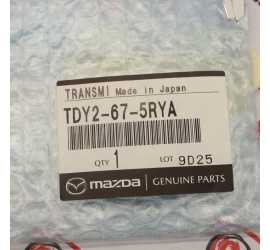 TRANSMI Made in Japan
TDY2-67-5RYA
QTY 1 LOT 9D25
mazda GENUINE PARTS